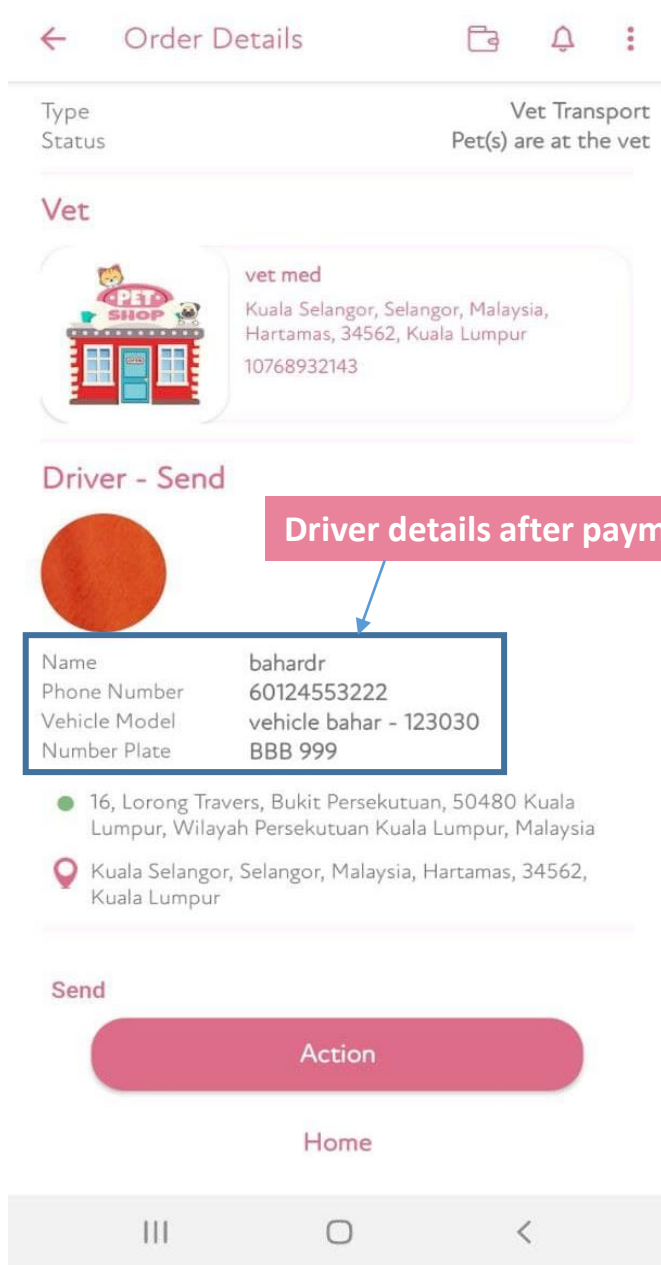 Order Details
Type Vet Transport
Status Pet(s) are at the vet
Vet
PET
SHOP
OPEN
vet med
Kuala Selangor, Selangor, Malaysia,
Hartamas, 34562, Kuala Lumpur
10768932143
Driver - Send
Driver details after paym
Name bahardr
Phone Number 60124553222
Vehicle Model vehicle bahar - 123030
Number Plate BBB 999
16, Lorong Travers, Bukit Persekutuan, 50480 Kuala
Lumpur, Wilayah Persekutuan Kuala Lumpur, Malaysia
Kuala Selangor, Selangor, Malaysia, Hartamas, 34562,
Kuala Lumpur
Send
Action
Home